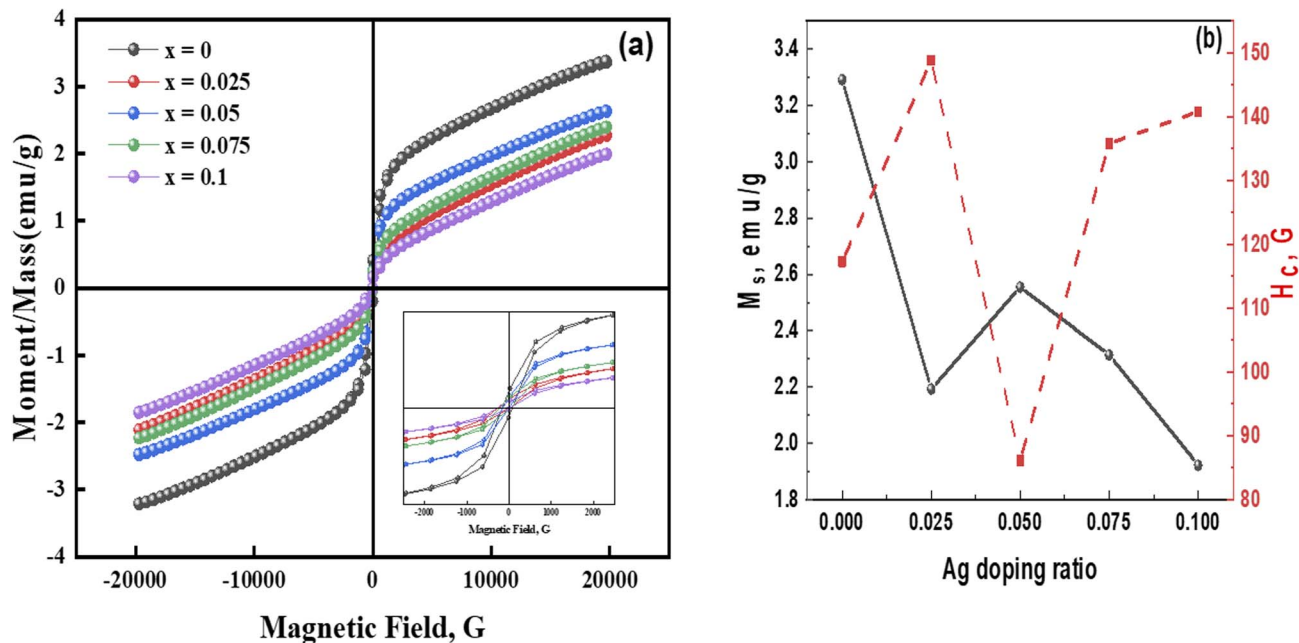 (a)
x = 0
x = 0.025
x = 0.05
x = 0.075
x = 0.1
Moment/Mass(emu/g)
4
3
2
1
0
-1
-2
-3
-4
-20000 -10000 0 10000 20000
Magnetic Field, G
-2000 -1000 0 1000 2000
Magnetic Field, G
(b)
Ms, emu/g
3.4
3.2
3.0
2.8
2.6
2.4
2.2
2.0
1.8
0.000 0.025 0.050 0.075 0.100
Ag doping ratio
150
140
130
120
110
100
90
80
HC, G